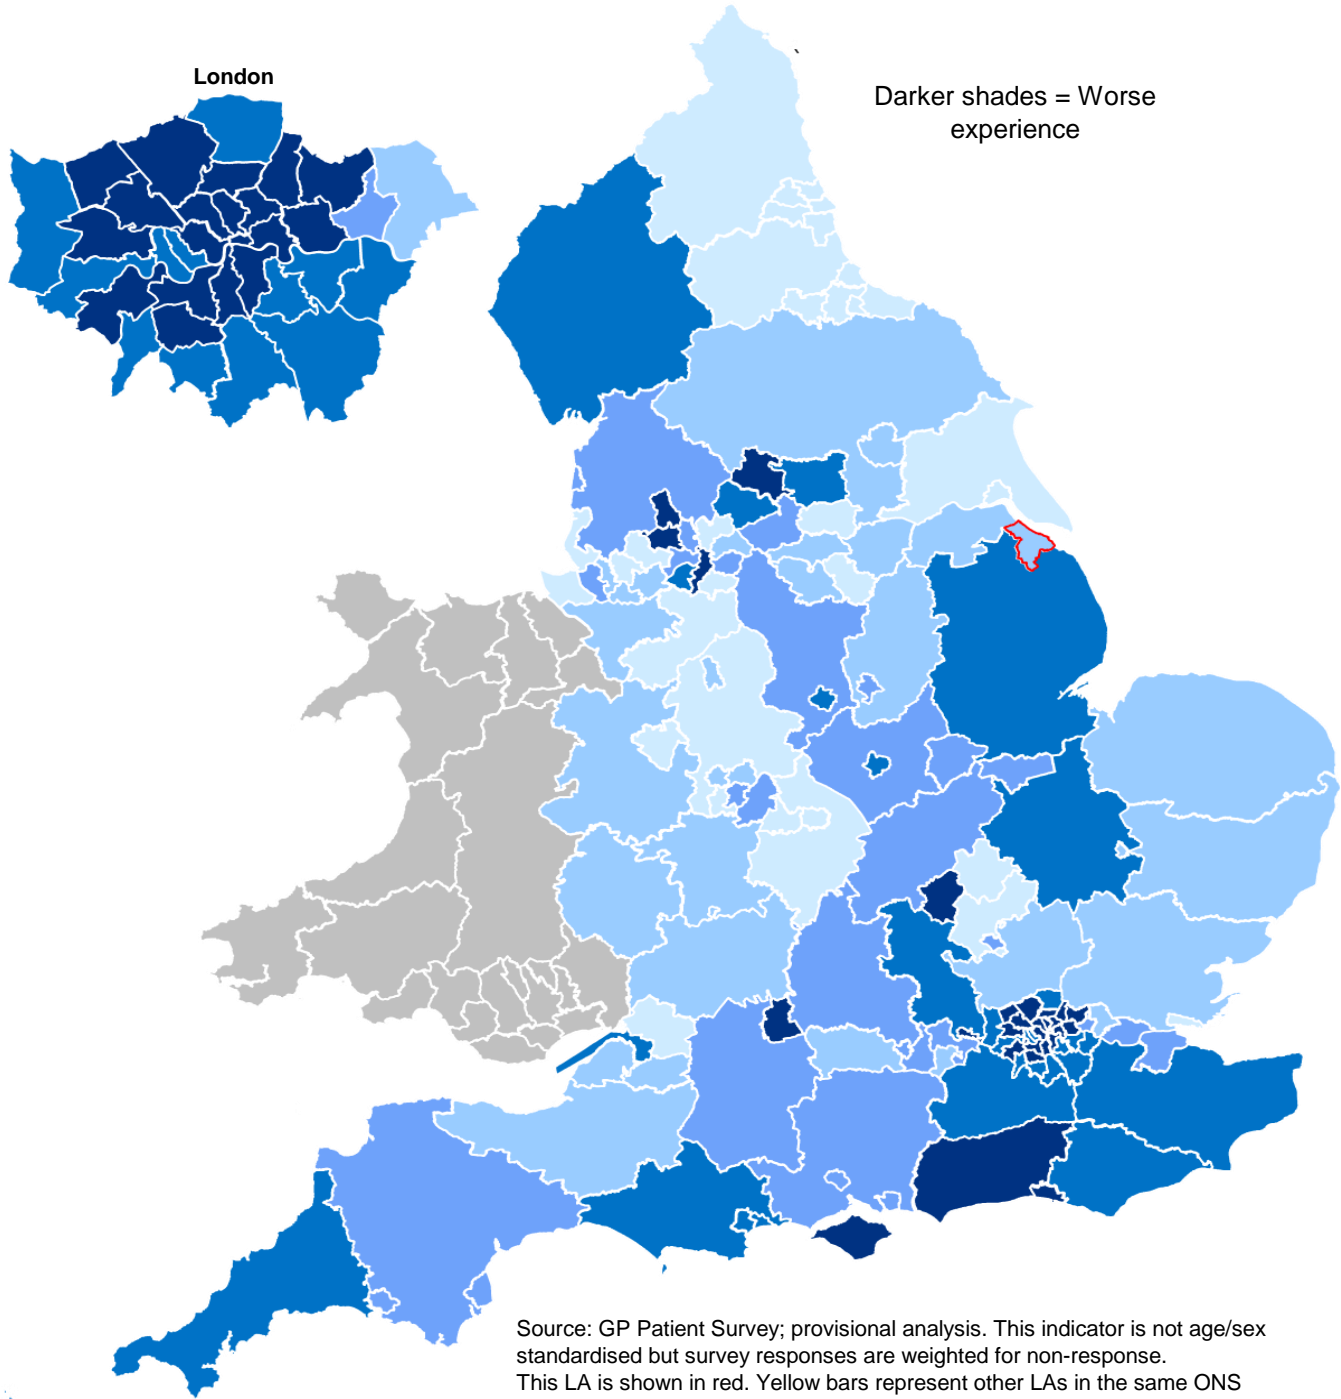 London
Darker shades = Worse
experience
Source: GP Patient Survey; provisional analysis. This indicator is not age/sex
standardised but survey responses are weighted for non-response.
This LA is shown in red. Yellow bars represent other LAs in the same ONS